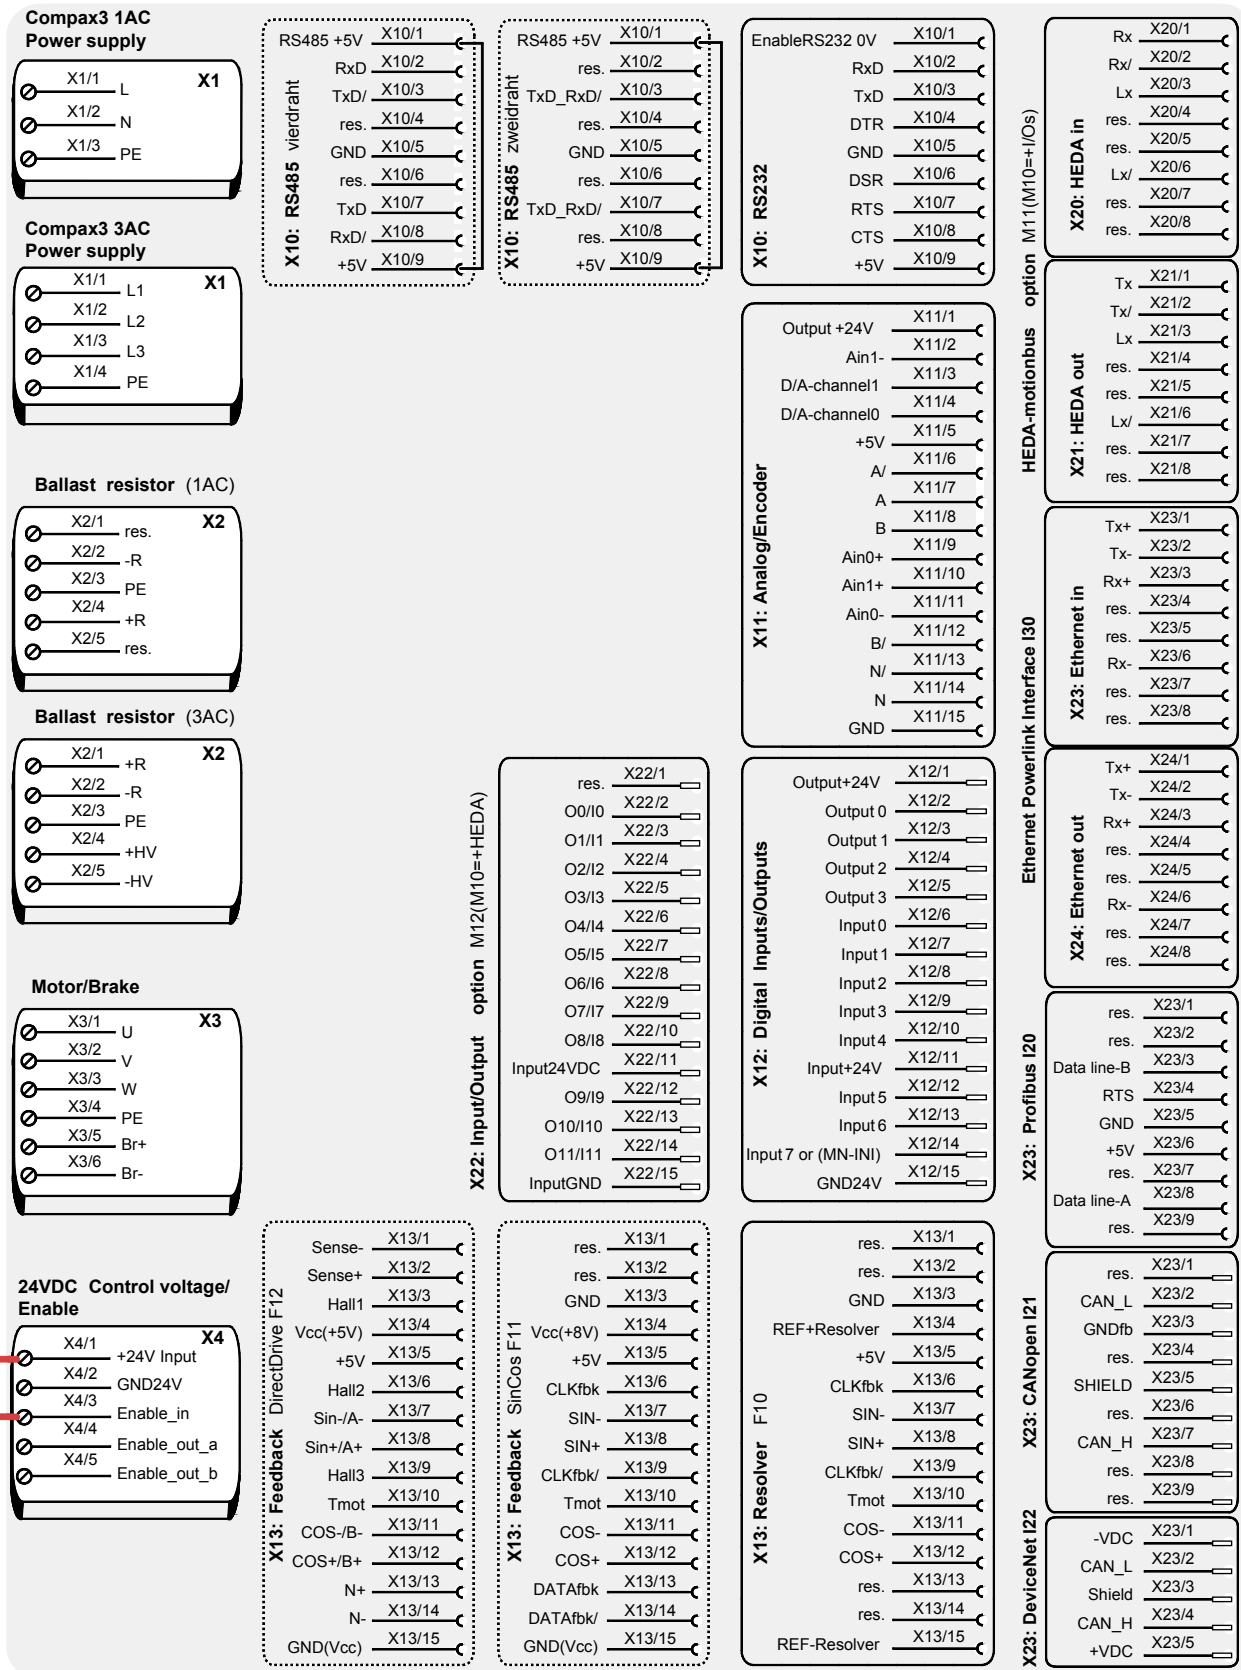 Compax3 1AC
Power supply
X1
X1/1 L
X1/2 N
X1/3 PE
Compax3 3AC
Power supply
X1
X1/1 L1
X1/2 L2
X1/3 L3
X1/4 PE
Ballast resistor (1AC)
X2
X2/1 res.
X2/2 -R
X2/3 PE
X2/4 +R
X2/5 res.
Ballast resistor (3AC)
X2
X2/1 +R
X2/2 -R
X2/3 PE
X2/4 +HV
X2/5 -HV
Motor/Brake
X3
X3/1 U
X3/2 V
X3/3 W
X3/4 PE
X3/5 Br+
X3/6 Br-
24VDC Control voltage/
Enable
X4
X4/1 +24V Input
X4/2 GND24V
X4/3 Enable_in
X4/4 Enable_out_a
X4/5 Enable_out_b
X10: RS485 vierdraht
RS485 +5V X10/1
RxD X10/2
TxD/ X10/3
res. X10/4
GND X10/5
res. X10/6
TxD X10/7
RxD/ X10/8
+5V X10/9
X10: RS485 zweidraht
RS485 +5V X10/1
res. X10/2
TxD_RxD/ X10/3
res. X10/4
GND X10/5
res. X10/6
TxD_RxD/ X10/7
res. X10/8
+5V X10/9
X10: RS232
EnableRS232 0V X10/1
RxD X10/2
TxD X10/3
DTR X10/4
GND X10/5
DSR X10/6
RTS X10/7
CTS X10/8
+5V X10/9
X11: Analog/Encoder
Output +24V X11/1
Ain1- X11/2
D/A-channel1 X11/3
D/A-channel0 X11/4
+5V X11/5
A/ X11/6
A X11/7
B X11/8
Ain0+ X11/9
Ain1+ X11/10
Ain0- X11/11
B/ X11/12
N/ X11/13
N X11/14
GND X11/15
X22: Input/Output option M12(M10=+HEDA)
res. X22/1
O0/I0 X22/2
O1/I1 X22/3
O2/I2 X22/4
O3/I3 X22/5
O4/I4 X22/6
O5/I5 X22/7
O6/I6 X22/8
O7/I7 X22/9
O8/I8 X22/10
Input24VDC X22/11
O9/I9 X22/12
O10/I10 X22/13
O11/I11 X22/14
InputGND X22/15
X12: Digital Inputs/Outputs
Output+24V X12/1
Output 0 X12/2
Output 1 X12/3
Output 2 X12/4
Output 3 X12/5
Input 0 X12/6
Input 1 X12/7
Input 2 X12/8
Input 3 X12/9
Input 4 X12/10
Input+24V X12/11
Input 5 X12/12
Input 6 X12/13
Input 7 or (MN-INI) X12/14
GND24V X12/15
X13: Feedback DirectDrive F12
Sense- X13/1
Sense+ X13/2
Hall1 X13/3
Vcc(+5V) X13/4
+5V X13/5
Hall2 X13/6
Sin-/A- X13/7
Sin+/A+ X13/8
Hall3 X13/9
Tmot X13/10
COS-/B- X13/11
COS+/B+ X13/12
N+ X13/13
N- X13/14
GND(Vcc) X13/15
X13: Feedback SinCos F11
res. X13/1
res. X13/2
GND X13/3
Vcc(+8V) X13/4
+5V X13/5
CLKfbk X13/6
SIN- X13/7
SIN+ X13/8
CLKfbk/ X13/9
Tmot X13/10
COS- X13/11
COS+ X13/12
DATAfbk X13/13
DATAfbk/ X13/14
GND(Vcc) X13/15
X13: Resolver F10
res. X13/1
res. X13/2
GND X13/3
REF+Resolver X13/4
+5V X13/5
CLKfbk X13/6
SIN- X13/7
SIN+ X13/8
CLKfbk/ X13/9
Tmot X13/10
COS- X13/11
COS+ X13/12
res. X13/13
res. X13/14
REF-Resolver X13/15
HEDA-motionbus option M11(M10=+I/Os)
X20: HEDA in
Rx X20/1
Rx/ X20/2
Lx X20/3
res. X20/4
res. X20/5
Lx/ X20/6
res. X20/7
res. X20/8
X21: HEDA out
Tx X21/1
Tx/ X21/2
Lx X21/3
res. X21/4
res. X21/5
Lx/ X21/6
res. X21/7
res. X21/8
Ethernet Powerlink Interface I30
X23: Ethernet in
Tx+ X23/1
Tx- X23/2
Rx+ X23/3
res. X23/4
res. X23/5
Rx- X23/6
res. X23/7
res. X23/8
X24: Ethernet out
Tx+ X24/1
Tx- X24/2
Rx+ X24/3
res. X24/4
res. X24/5
Rx- X24/6
res. X24/7
res. X24/8
X23: Profibus I20
res. X23/1
res. X23/2
Data line-B X23/3
RTS X23/4
GND X23/5
+5V X23/6
res. X23/7
Data line-A X23/8
res. X23/9
X23: CANopen I21
res. X23/1
CAN_L X23/2
GNDfb X23/3
res. X23/4
SHIELD X23/5
res. X23/6
CAN_H X23/7
res. X23/8
res. X23/9
X23: DeviceNet I22
-VDC X23/1
CAN_L X23/2
Shield X23/3
CAN_H X23/4
+VDC X23/5